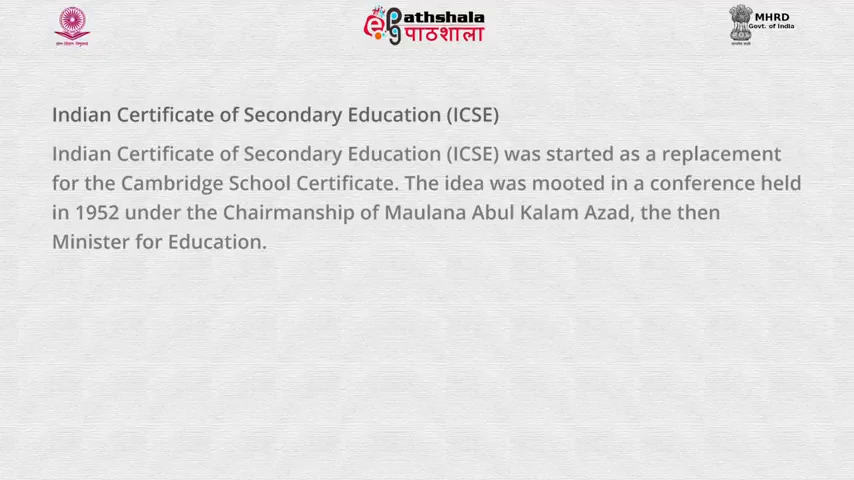 ePathshala
पाठशाला
MHRD
Govt. of India
Indian Certificate of Secondary Education (ICSE)
Indian Certificate of Secondary Education (ICSE) was started as a replacement
for the Cambridge School Certificate. The idea was mooted in a conference held
in 1952 under the Chairmanship of Maulana Abul Kalam Azad, the then
Minister for Education.